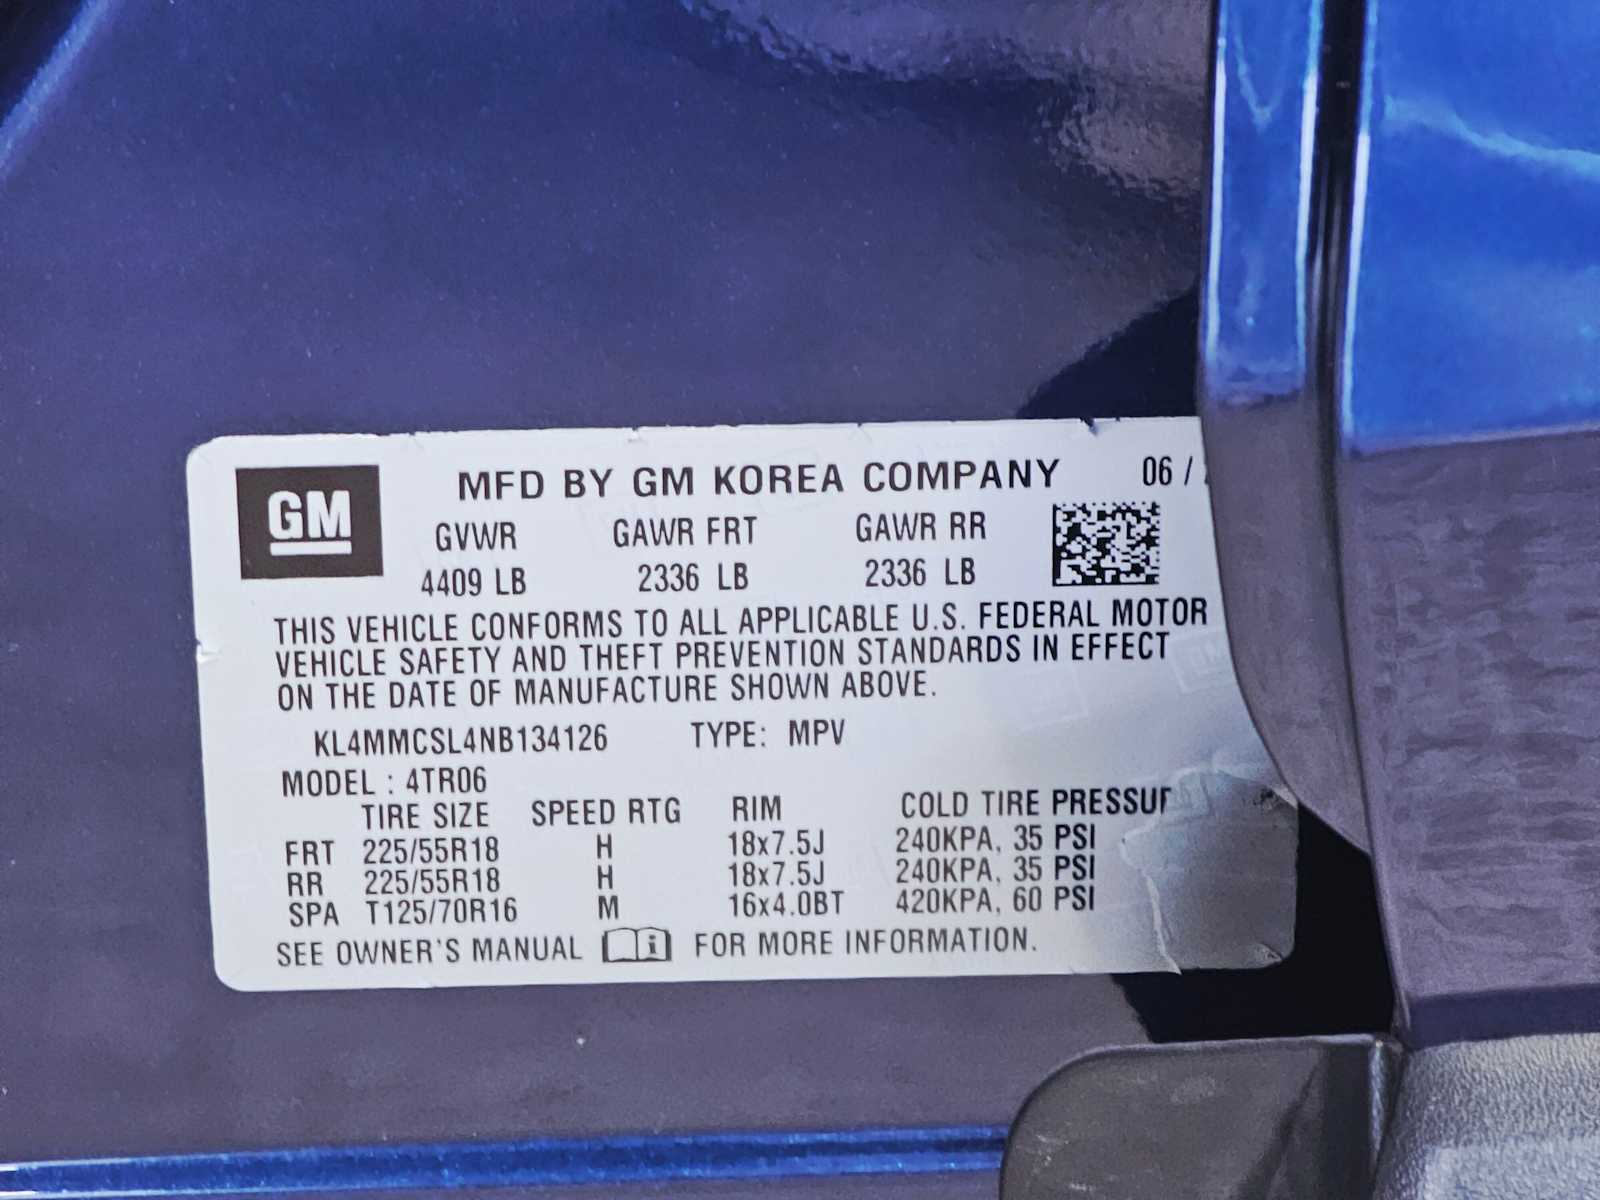 GM
MFD BY GM KOREA COMPANY 06 /
GVWR GAWR FRT GAWR RR
4409 LB 2336 LB 2336 LB
THIS VEHICLE CONFORMS TO ALL APPLICABLE U.S. FEDERAL MOTOR
VEHICLE SAFETY AND THEFT PREVENTION STANDARDS IN EFFECT
ON THE DATE OF MANUFACTURE SHOWN ABOVE.
KL4MMCSL4NB134126 TYPE: MPV
MODEL : 4TR06
TIRE SIZE SPEED RTG RIM COLD TIRE PRESSUR
FRT 225/55R18 H 18x7.5J 240KPA, 35 PSI
RR 225/55R18 H 18x7.5J 240KPA, 35 PSI
SPA T125/70R16 M 16x4.0BT 420KPA, 60 PSI
SEE OWNER'S MANUAL i FOR MORE INFORMATION.